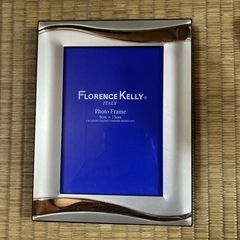 FLORENCE KELLY®
ITALY
Photo Frame
9cm × 13cm